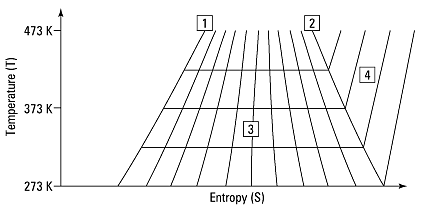 1
2
473 K
4
373 K
3
273 K
Temperature (T)
Entropy (S)